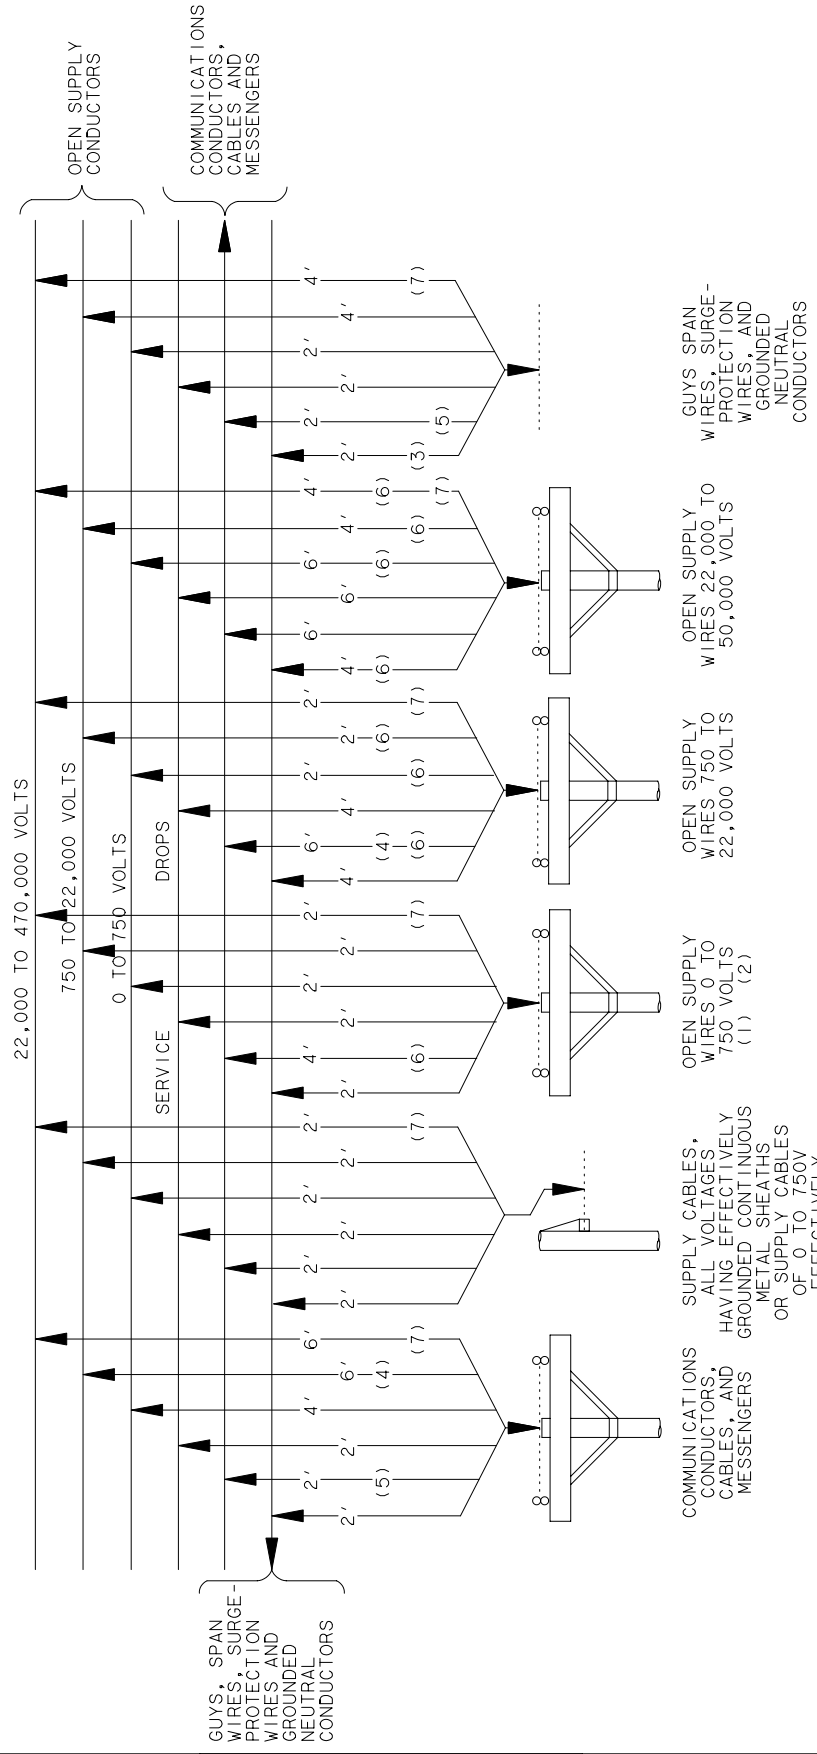 22,000 TO 470,000 VOLTS
750 TO 22,000 VOLTS
0 TO 750 VOLTS
SERVICE DROPS
OPEN SUPPLY
CONDUCTORS
COMMUNICATIONS
CONDUCTORS,
CABLES AND
MESSENGERS
GUYS, SPAN
WIRES, SURGE-
PROTECTION
WIRES AND
GROUNDED
NEUTRAL
CONDUCTORS
2'
2'
(5)
2'
4'
6'
(4)
6'
(7)
2'
2'
2'
2'
2'
2'
(7)
2'
4'
(6)
2'
2'
2'
2'
(7)
4'
6'
(4)
(6)
4'
2'
(6)
2'
(6)
2'
(7)
4'
(6)
6'
6'
6'
(6)
4'
(6)
4'
(6)
(7)
2'
(3)
2'
(5)
2'
2'
4'
4'
(7)
COMMUNICATIONS
CONDUCTORS,
CABLES, AND
MESSENGERS
SUPPLY CABLES,
ALL VOLTAGES
HAVING EFFECTIVELY
GROUNDED CONTINUOUS
METAL SHEATHS
OR SUPPLY CABLES
OF 0 TO 750V
EFFECTIVELY
OPEN SUPPLY
WIRES 0 TO
750 VOLTS
(1) (2)
OPEN SUPPLY
WIRES 750 TO
22,000 VOLTS
OPEN SUPPLY
WIRES 22,000 TO
50,000 VOLTS
GUYS SPAN
WIRES, SURGE-
PROTECTION
WIRES, AND
GROUNDED
NEUTRAL
CONDUCTORS